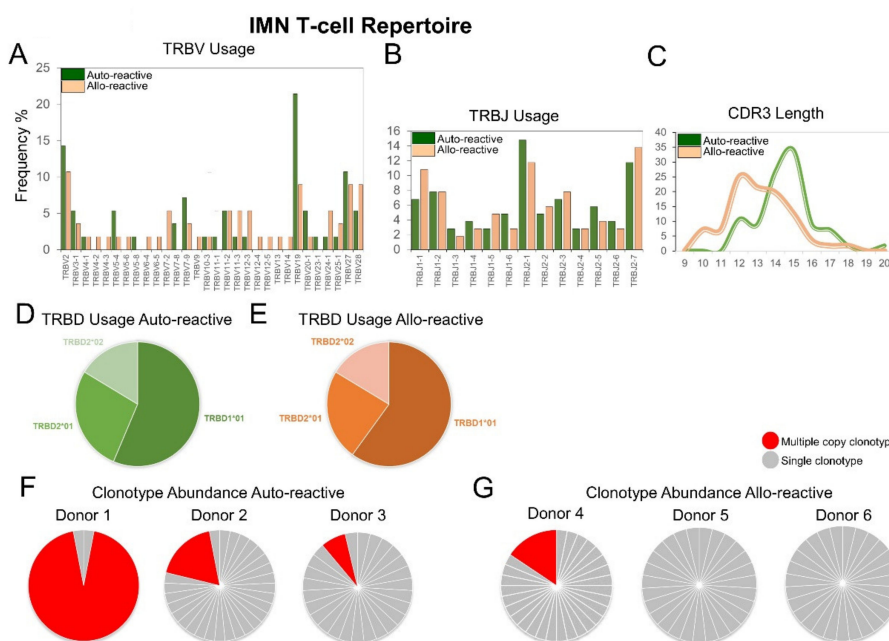 IMN T-cell Repertoire
A
TRBV Usage
Auto-reactive
Allo-reactive
Frequency %
25
20
15
10
5
0
TRBV2
TRBV3-1
TRBV4-1
TRBV4-2
TRBV4-3
TRBV5-4
TRBV5-6
TRBV5-8
TRBV6-4
TRBV6-5
TRBV7-2
TRBV7-8
TRBV7-9
TRBV9
TRBV10-3
TRBV11-1
TRBV11-2
TRBV11-3
TRBV12-3
TRBV12-4
TRBV12-5
TRBV13
TRBV14
TRBV19
TRBV20-1
TRBV23-1
TRBV24-1
TRBV25-1
TRBV27
TRBV28
B
TRBJ Usage
Auto-reactive
Allo-reactive
16
14
12
10
8
6
4
2
0
TRBJ1-1
TRBJ1-2
TRBJ1-3
TRBJ1-4
TRBJ1-5
TRBJ1-6
TRBJ2-1
TRBJ2-2
TRBJ2-3
TRBJ2-4
TRBJ2-5
TRBJ2-6
TRBJ2-7
C
CDR3 Length
Auto-reactive
Allo-reactive
40
35
30
25
20
15
10
5
0
9 10 11 12 13 14 15 16 17 18 19 20
D
TRBD Usage Auto-reactive
TRBD2*02
TRBD2*01
TRBD1*01
E
TRBD Usage Allo-reactive
TRBD2*02
TRBD2*01
TRBD1*01
Multiple copy clonotype
Single clonotype
F
Clonotype Abundance Auto-reactive
Donor 1
Donor 2
Donor 3
G
Clonotype Abundance Allo-reactive
Donor 4
Donor 5
Donor 6